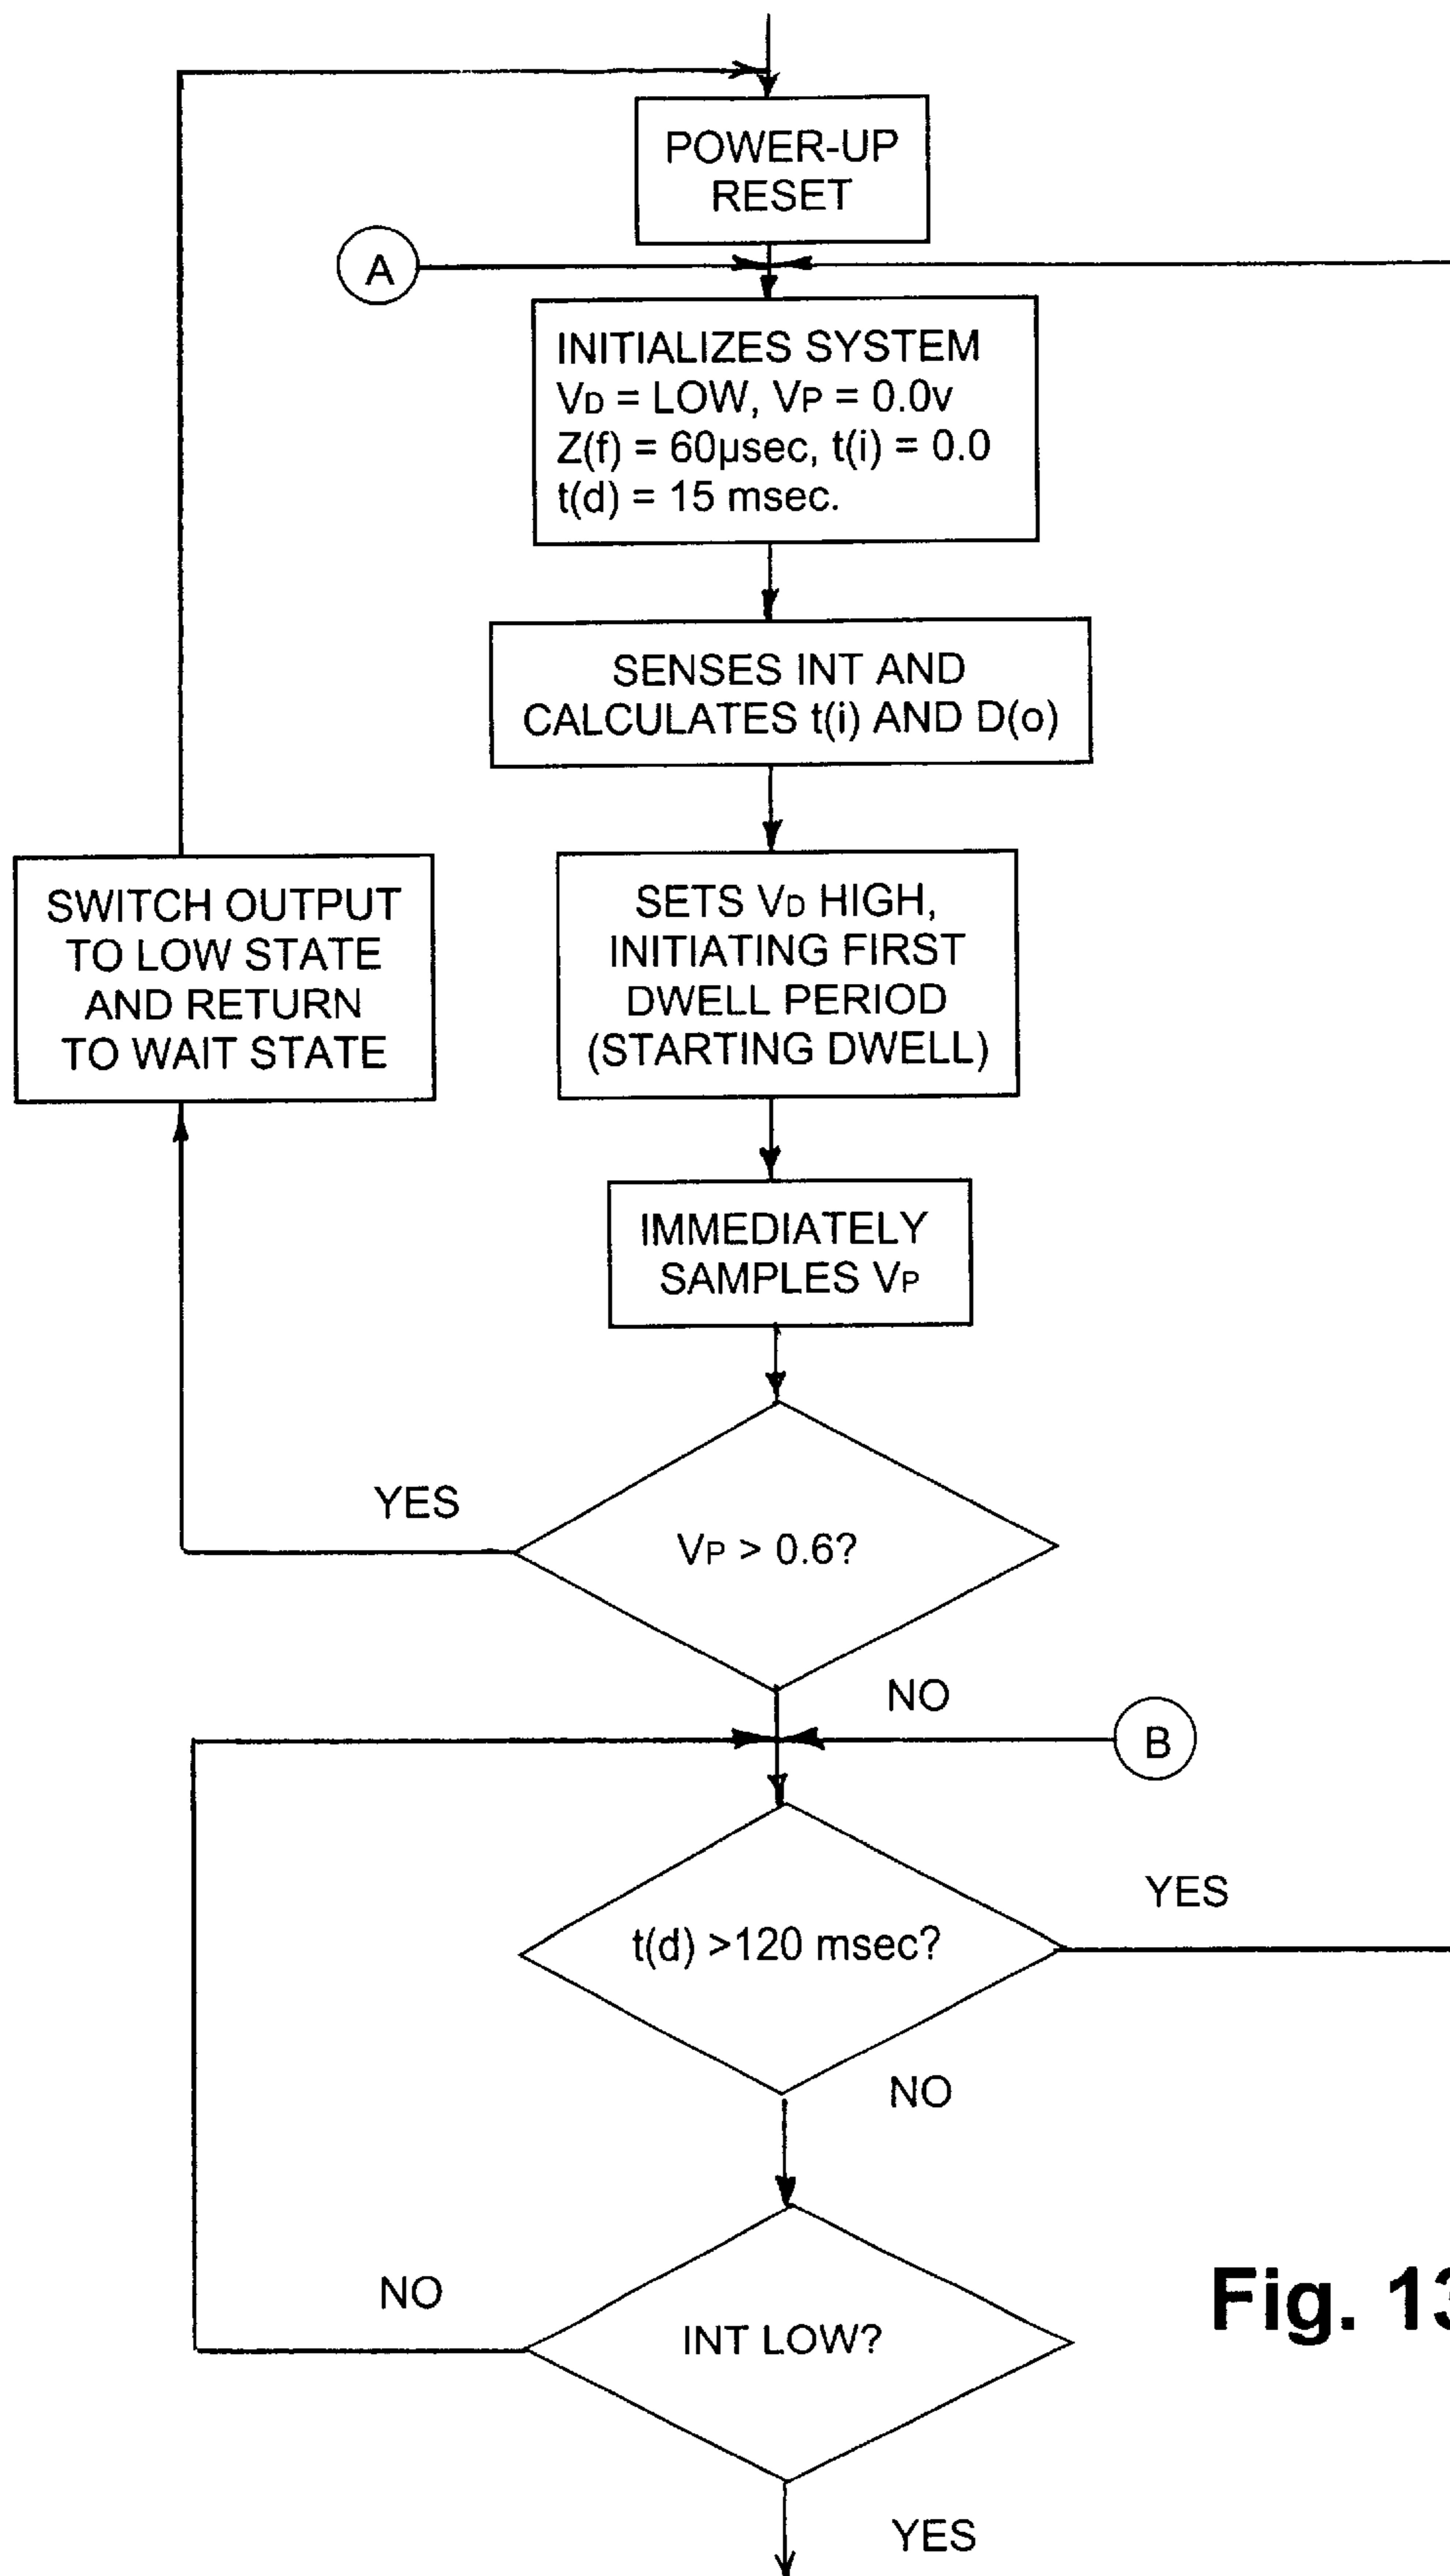 POWER-UP
RESET
A
INITIALIZES SYSTEM
VD = LOW, VP = 0.0v
Z(f) = 60µsec, t(i) = 0.0
t(d) = 15 msec.
SENSES INT AND
CALCULATES t(i) AND D(o)
SWITCH OUTPUT
TO LOW STATE
AND RETURN
TO WAIT STATE
SETS VD HIGH,
INITIATING FIRST
DWELL PERIOD
(STARTING DWELL)
IMMEDIATELY
SAMPLES VP
YES
VP > 0.6?
NO
B
YES
t(d) >120 msec?
NO
NO
INT LOW?
Fig. 13
YES